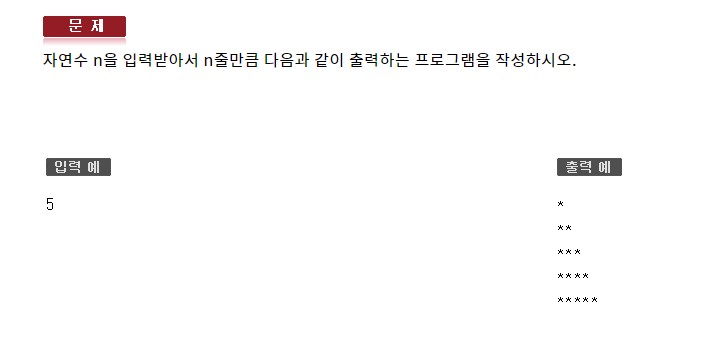 문 제
자연수 n을 입력받아서 n줄만큼 다음과 같이 출력하는 프로그램을 작성하시오.
입력 예
출력 예
5
*
**
***
****
*****